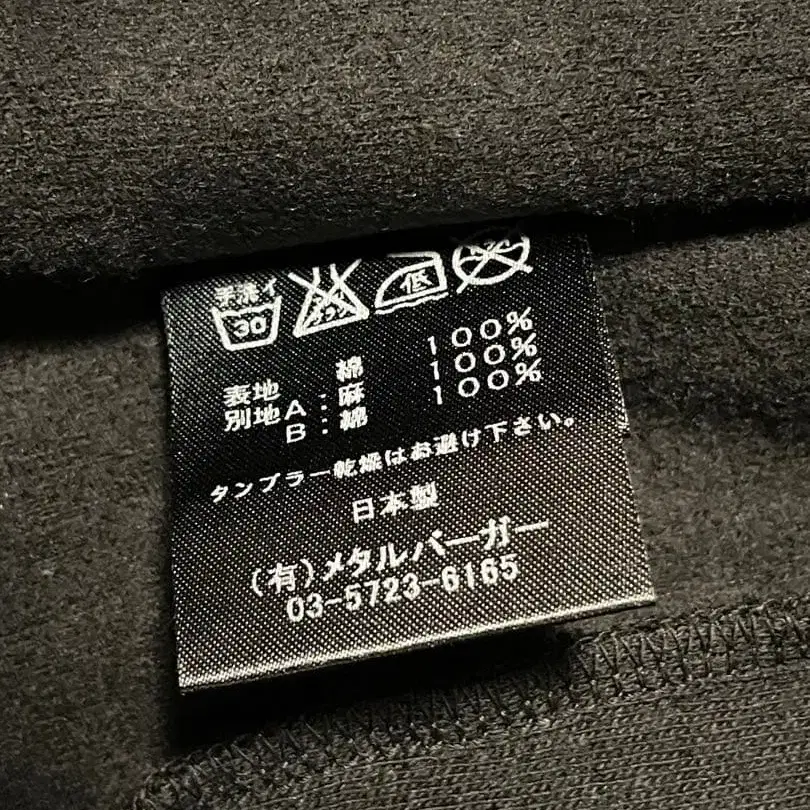 手洗イ
30
低
表地 綿 100%
別地A:麻 100%
B:綿 100%
タンブラー乾燥はお避け下さい。
日本製
(有)メタルバーガー
03-5723-6165